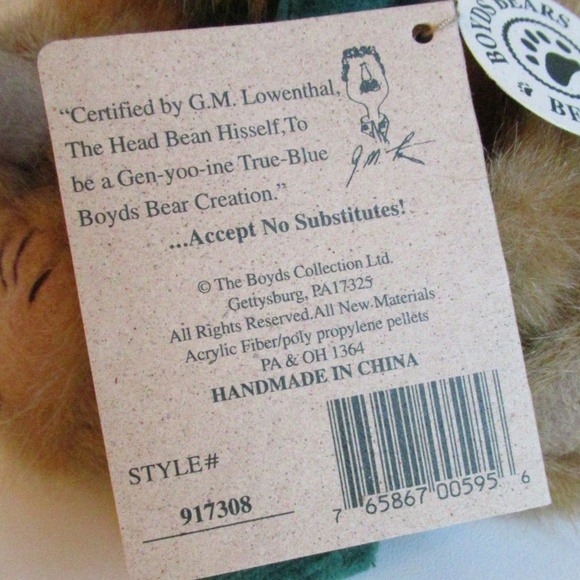 "Certified by G.M. Lowenthal,
The Head Bean Hisself,To
be a Gen-yoo-ine True-Blue
Boyds Bear Creation."
...Accept No Substitutes!
© The Boyds Collection Ltd.
Gettysburg, PA17325
All Rights Reserved.All New Materials
Acrylic Fiber/poly propylene pellets
PA & OH 1364
HANDMADE IN CHINA
STYLE#
917308
7 65867 00595 6
BOYDS BEARS